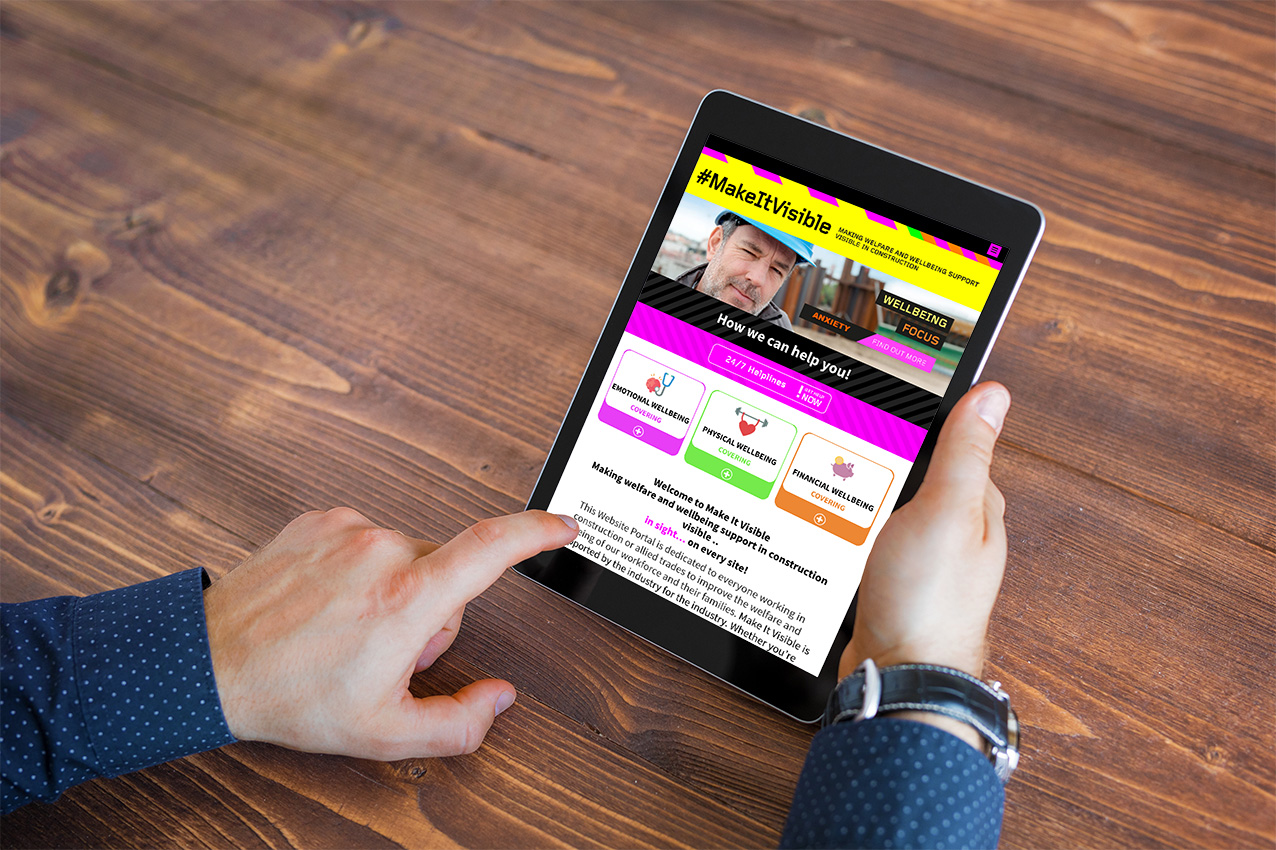 #MakeItVisible
MAKING WELFARE AND WELLBEING SUPPORT
VISIBLE IN CONSTRUCTION
WELLBEING
FOCUS
ANXIETY
FIND OUT MORE
How we can help you!
24/7 Helplines
GET HELP
NOW
EMOTIONAL WELLBEING
COVERING
PHYSICAL WELLBEING
COVERING
FINANCIAL WELLBEING
COVERING
Welcome to Make It Visible
Making welfare and wellbeing support in construction
visible ..
in sight... on every site!
This Website Portal is dedicated to everyone working in
construction or allied trades to improve the welfare and
being of our workforce and their families. Make It Visible is
ported by the industry for the industry. Whether you're